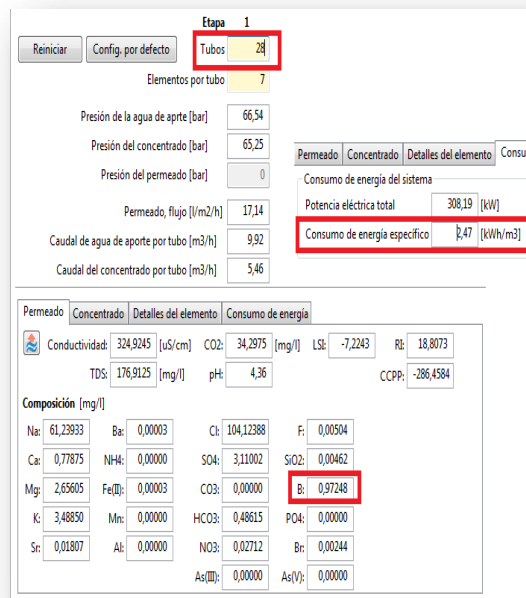 Etapa 1
Reiniciar Config. por defecto Tubos 28
Elementos por tubo 7
Presión de la agua de aprte [bar] 66,54
Presión del concentrado [bar] 65,25
Presión del permeado [bar] 0
Permeado, flujo [l/m2/h] 17,14
Caudal de agua de aporte por tubo [m3/h] 9,92
Caudal del concentrado por tubo [m3/h] 5,46
Permeado Concentrado Detalles del elemento Consu
Consumo de energía del sistema
Potencia eléctrica total 308,19 [kW]
Consumo de energía específico 2,47 [kWh/m3]
Permeado Concentrado Detalles del elemento Consumo de energía
Conductividad: 324,9245 [uS/cm] CO2: 34,2975 [mg/l] LSI: -7,2243 RI: 18,8073
TDS: 176,9125 [mg/l] pH: 4,36 CCPP: -286,4584
Composición [mg/l]
Na: 61,23933 Ba: 0,00003 Cl: 104,12388 F: 0,00504
Ca: 0,77875 NH4: 0,00000 SO4: 3,11002 SiO2: 0,00462
Mg: 2,65605 Fe(II): 0,00003 CO3: 0,00000 B: 0,97248
K: 3,48850 Mn: 0,00000 HCO3: 0,48615 PO4: 0,00000
Sr: 0,01807 Al: 0,00000 NO3: 0,02712 Br: 0,00244
As(III): 0,00000 As(V): 0,00000